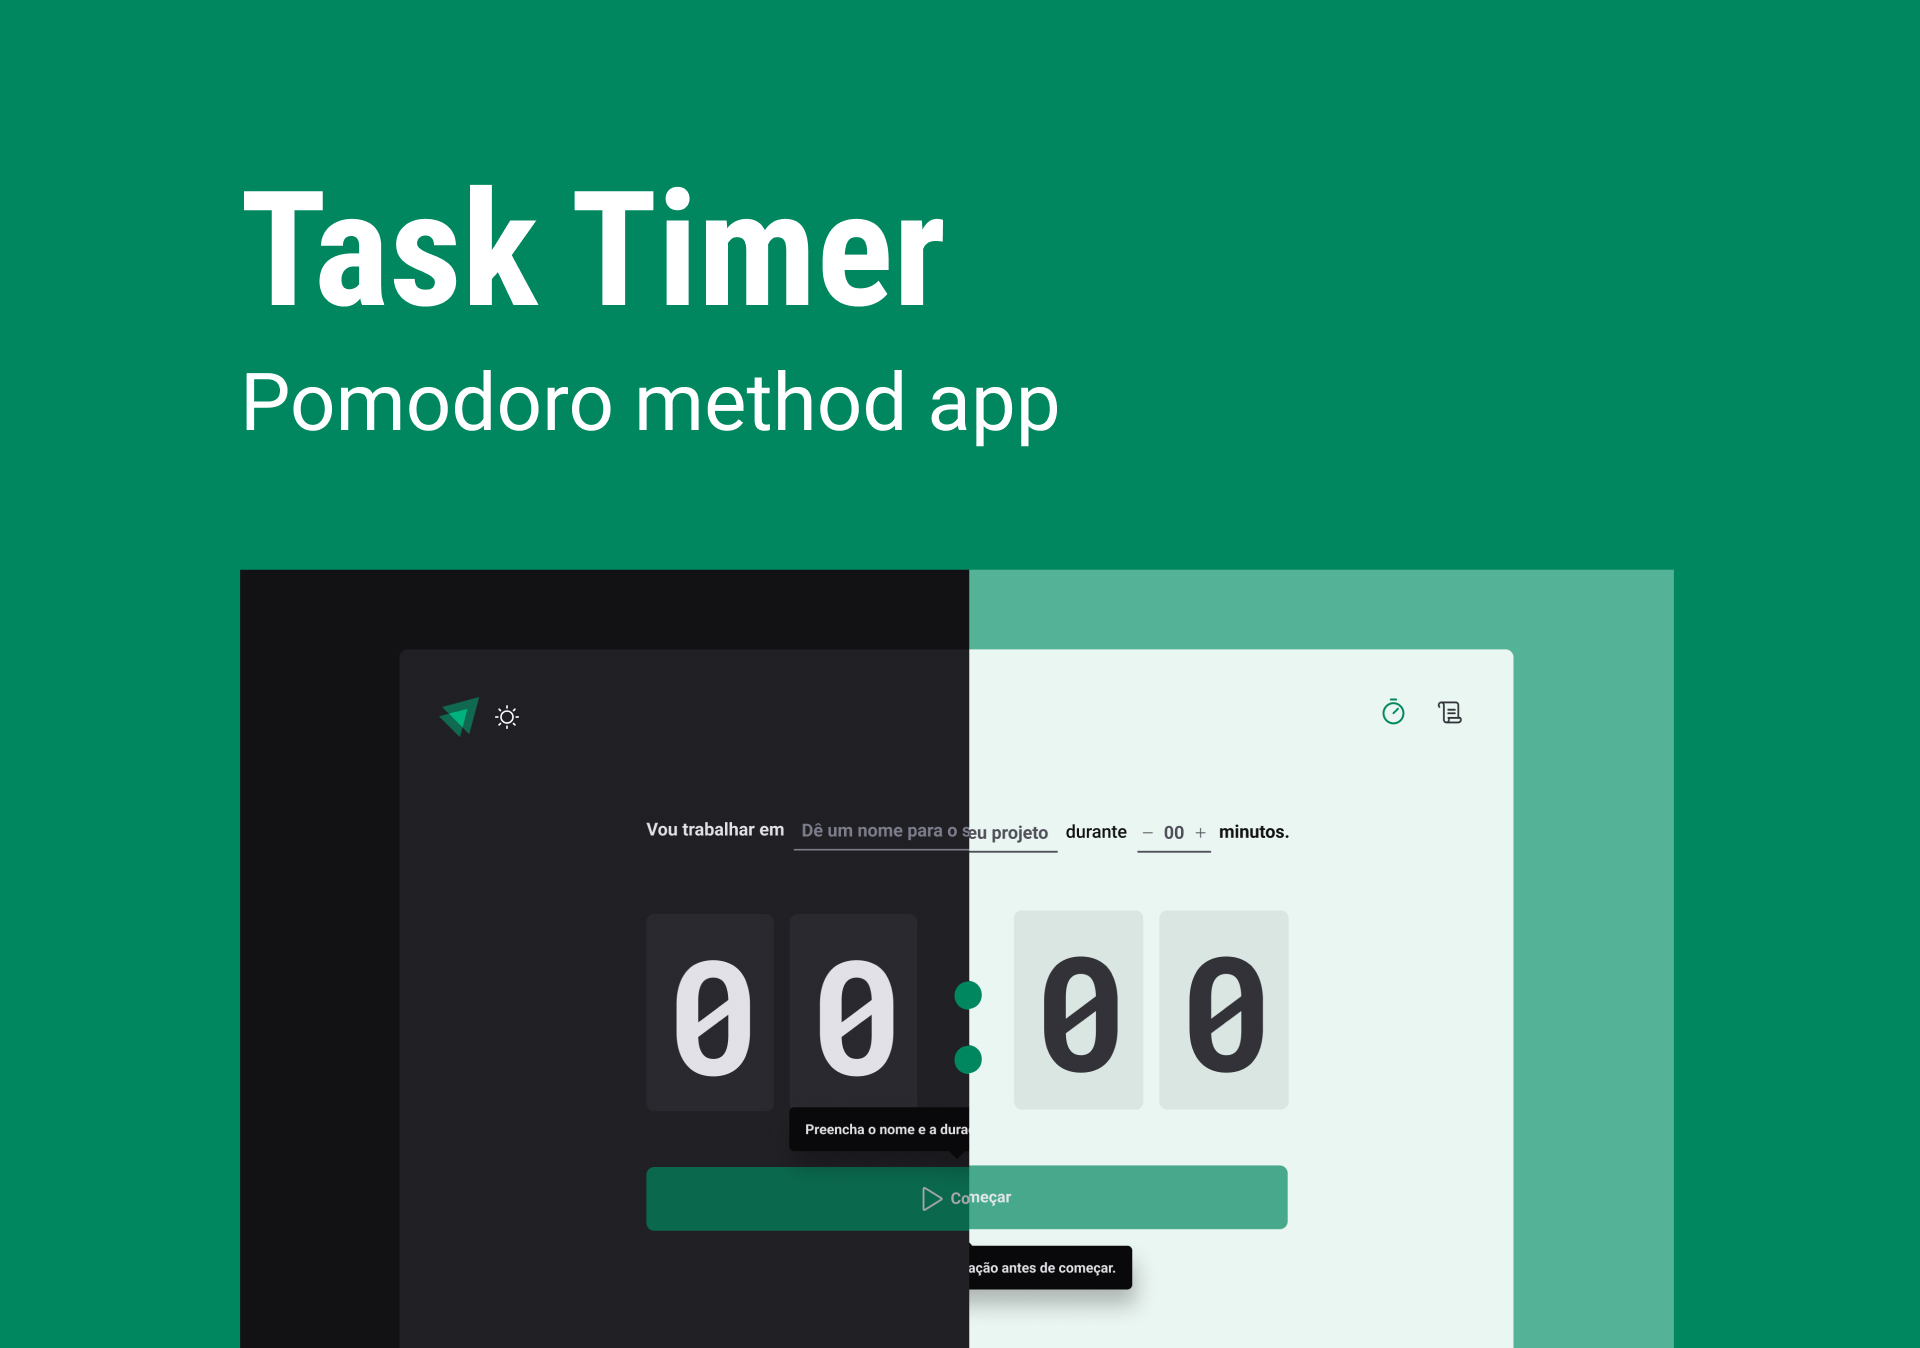 Task Timer
Pomodoro method app
Vou trabalhar em Dê um nome para o seu projeto durante − 00 + minutos.
00:00
Preencha o nome e a dura
Começar
ação antes de começar.